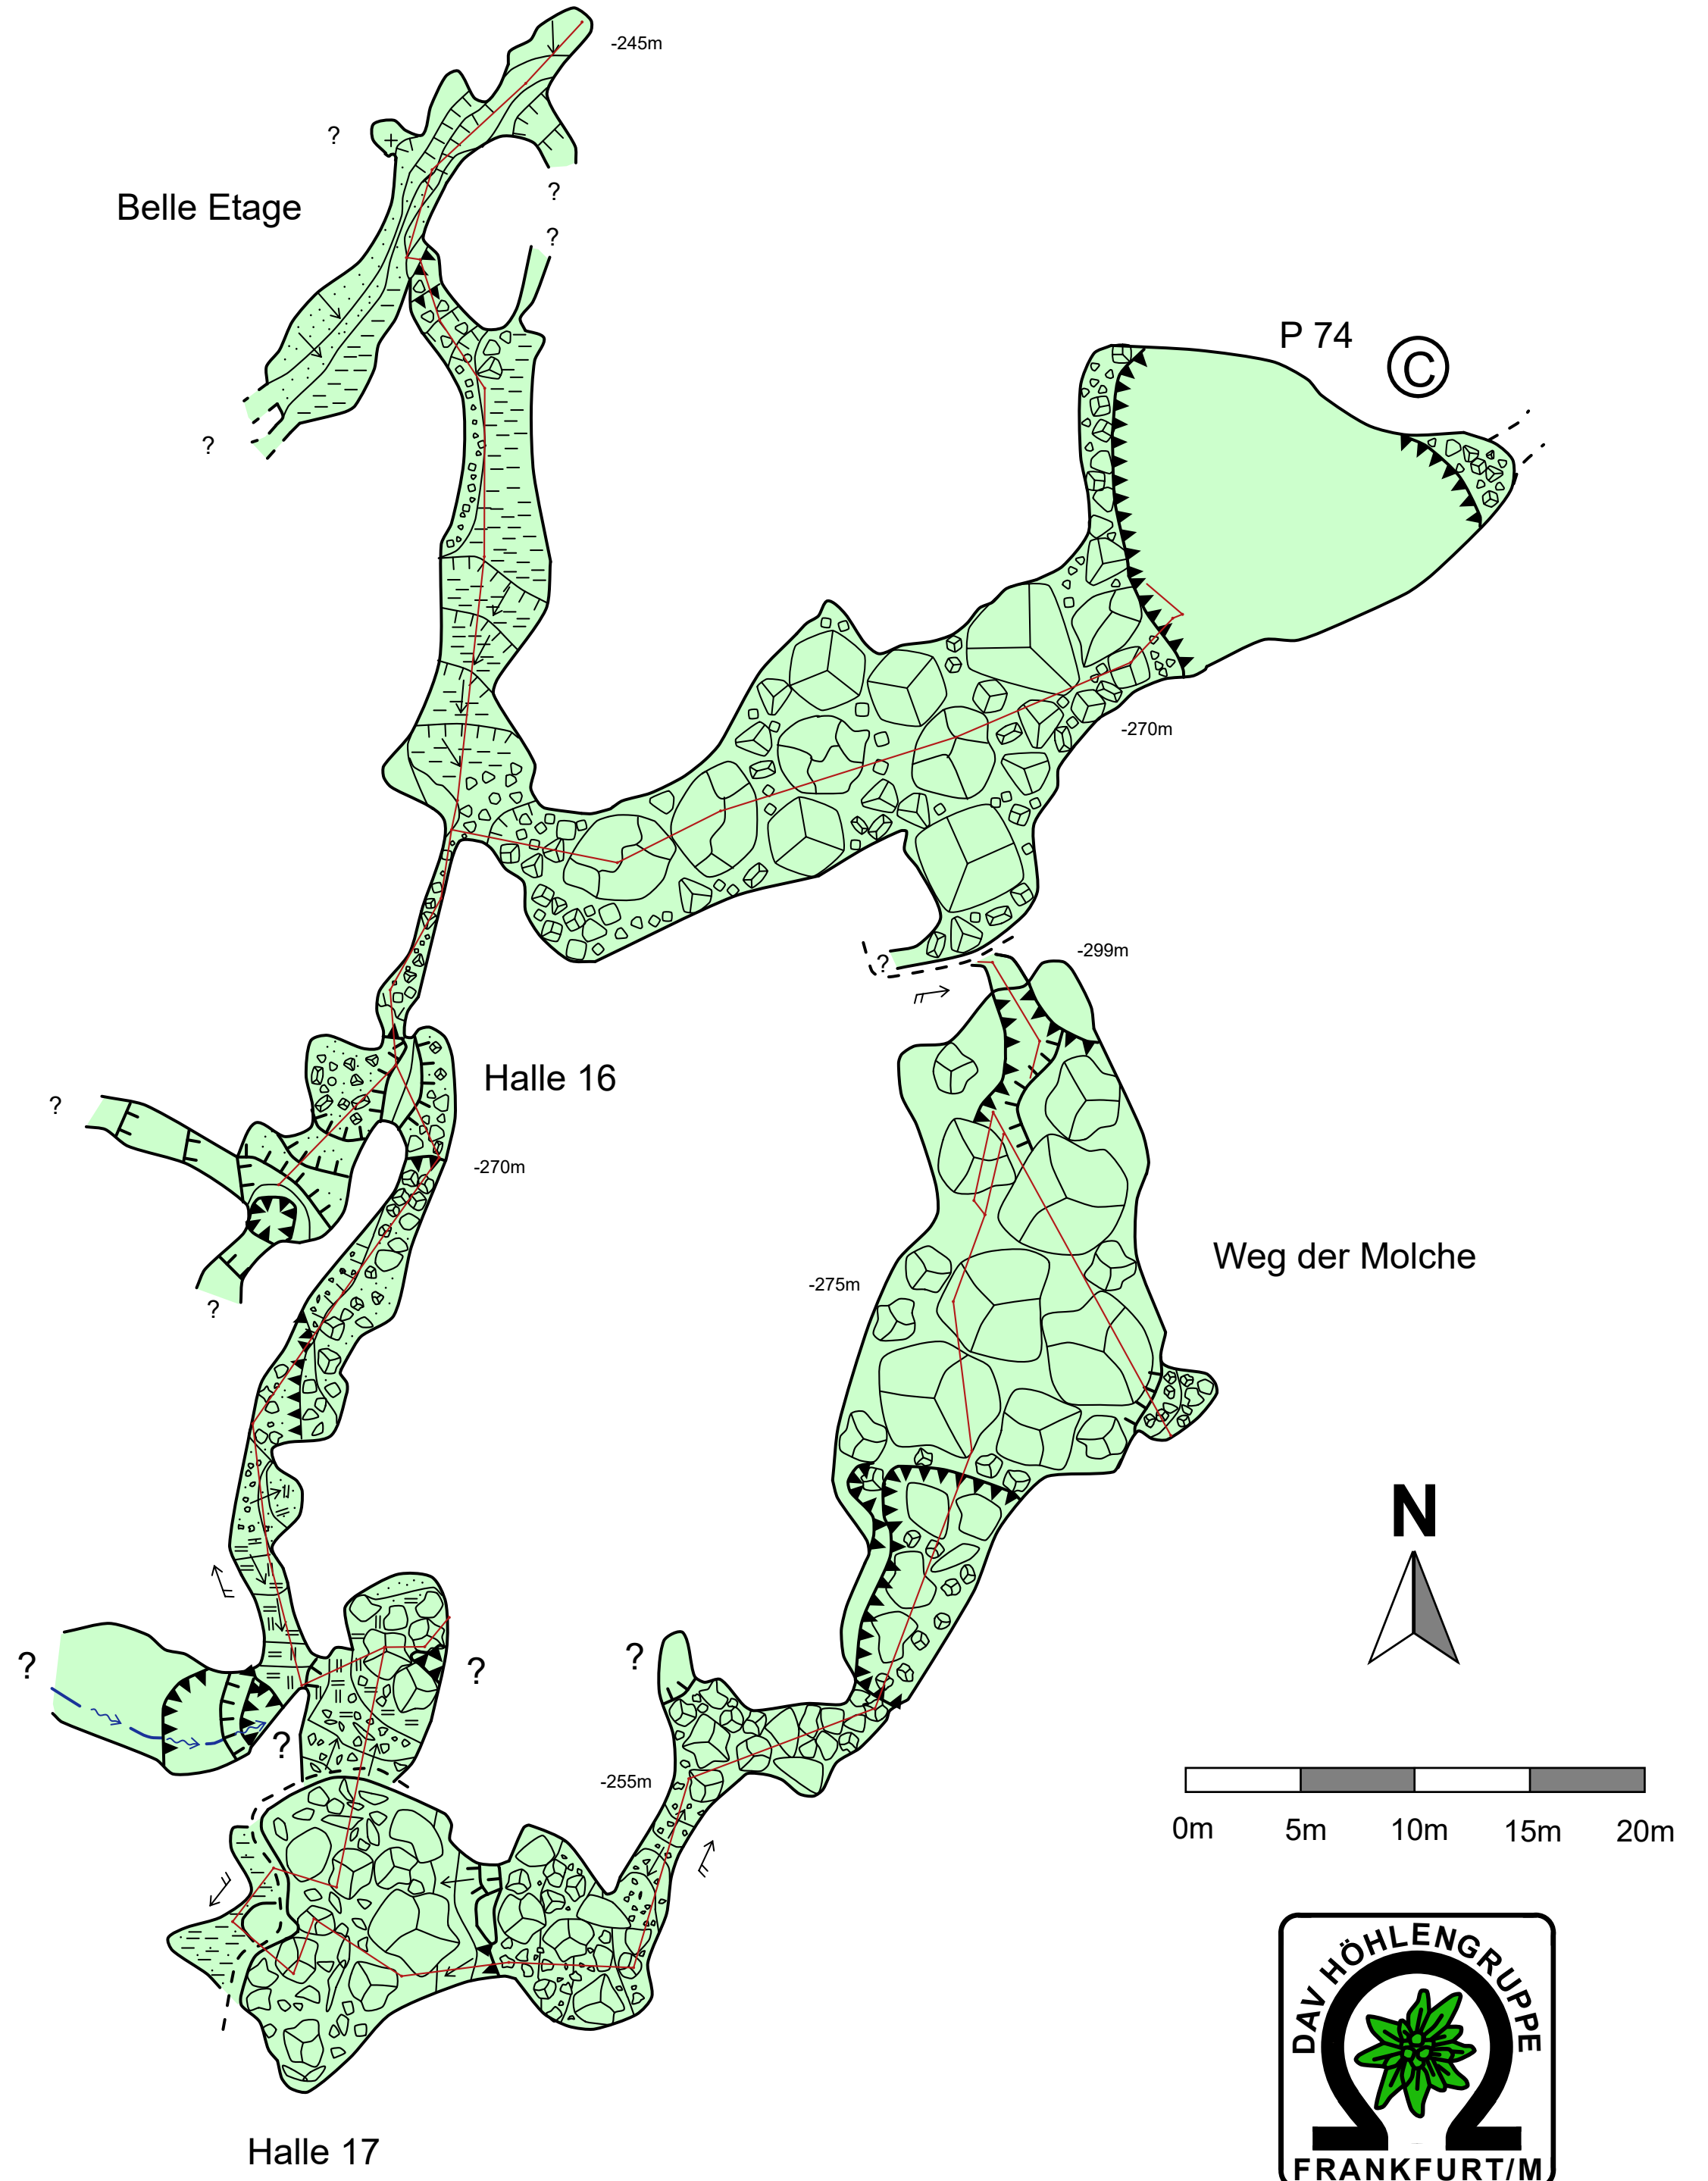 -245m
?
?
Belle Etage
?
P 74
©
?
-270m
-299m
?
Halle 16
?
-270m
Weg der Molche
-275m
?
N
?
?
?
?
-255m
0m 5m 10m 15m 20m
DAV HÖHLENGRUPPE
FRANKFURT/M
Halle 17